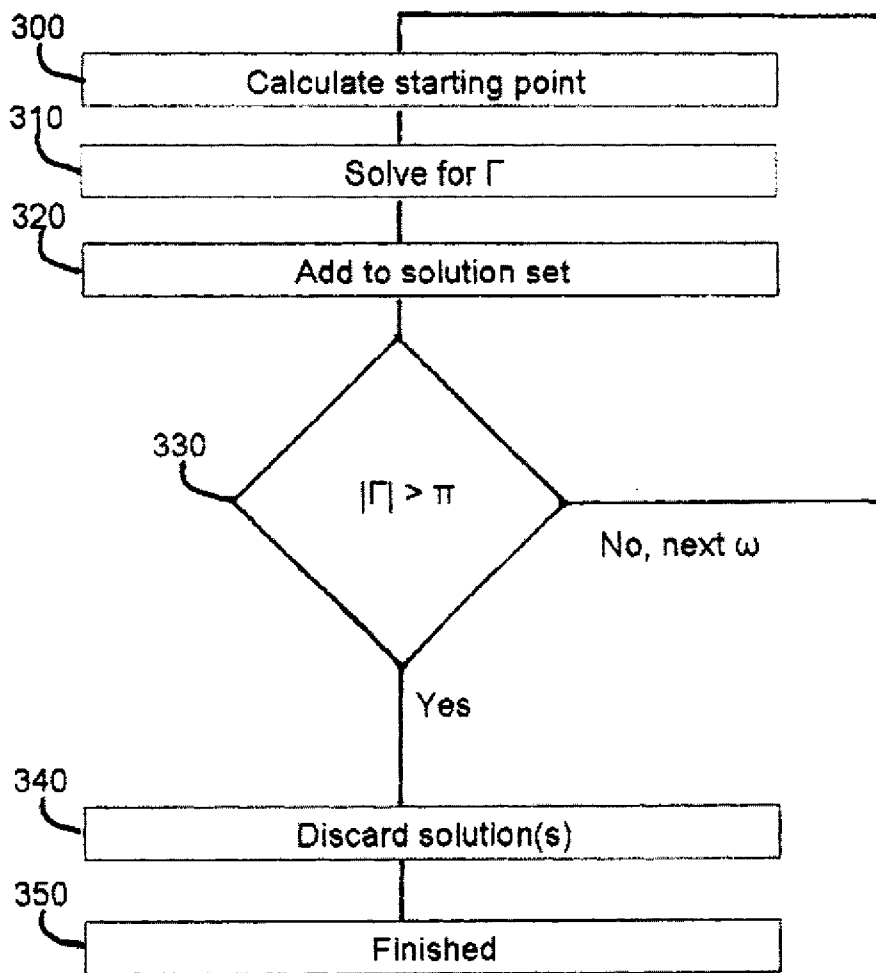 300
Calculate starting point
310
Solve for Γ
320
Add to solution set
330
|Γ| > π
No, next ω
Yes
340
Discard solution(s)
350
Finished